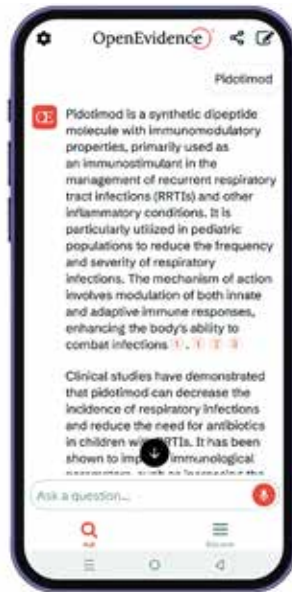 OpenEvidence
Pidotimod
Pidotimod is a synthetic dipeptide
molecule with immunomodulatory
properties, primarily used as
an immunostimulant in the
management of recurrent respiratory
tract infections (RRTIs) and other
inflammatory conditions. It is
particularly utilized in pediatric
populations to reduce the frequency
and severity of respiratory
infections. The mechanism of action
involves modulation of both innate
and adaptive immune responses,
enhancing the body's ability to
combat infections
Clinical studies have demonstrated
that pidotimod can decrease the
incidence of respiratory infections
and reduce the need for antibiotics
in children RRTIs. It has been
shown to immunological
Ask a question...
Ask